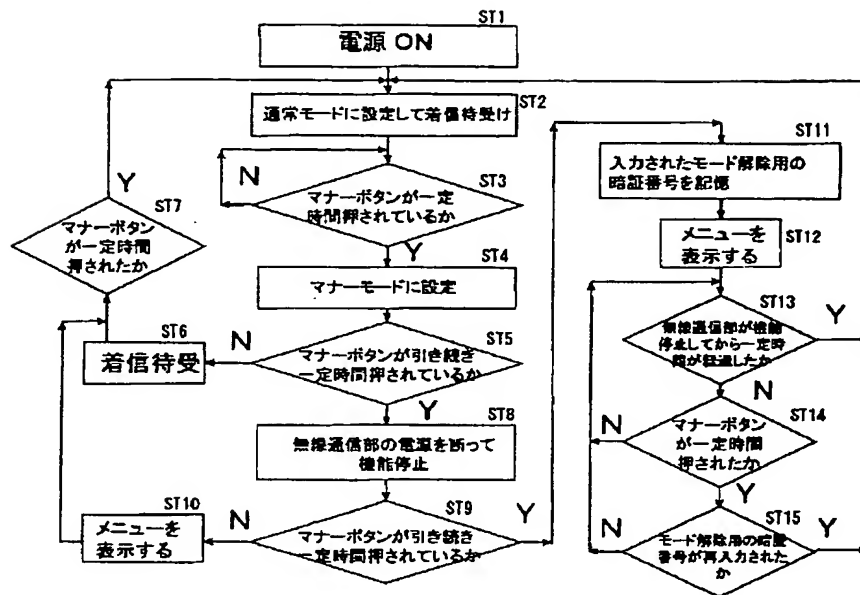 ST1
電源 ON
ST2
通常モードに設定して着信待受け
ST3
マナーボタンが一定
時間押されているか
N
Y
ST4
マナーモードに設定
ST5
マナーボタンが引き続き
一定時間押されているか
N
Y
ST6
着信待受
ST7
マナーボタン
が一定時間
押されたか
Y
ST8
無線通信部の電源を断って
機能停止
ST9
マナーボタンが引き続き
一定時間押されているか
N
Y
ST10
メニューを
表示する
ST11
入力されたモード解除用の
暗証番号を記憶
ST12
メニューを
表示する
ST13
無線通信部が機能
停止してから一定時
間が経過したか
Y
N
ST14
マナーボタン
が一定時間
押されたか
N
Y
ST15
モード解除用の暗証
番号が再入力された
か
N
Y